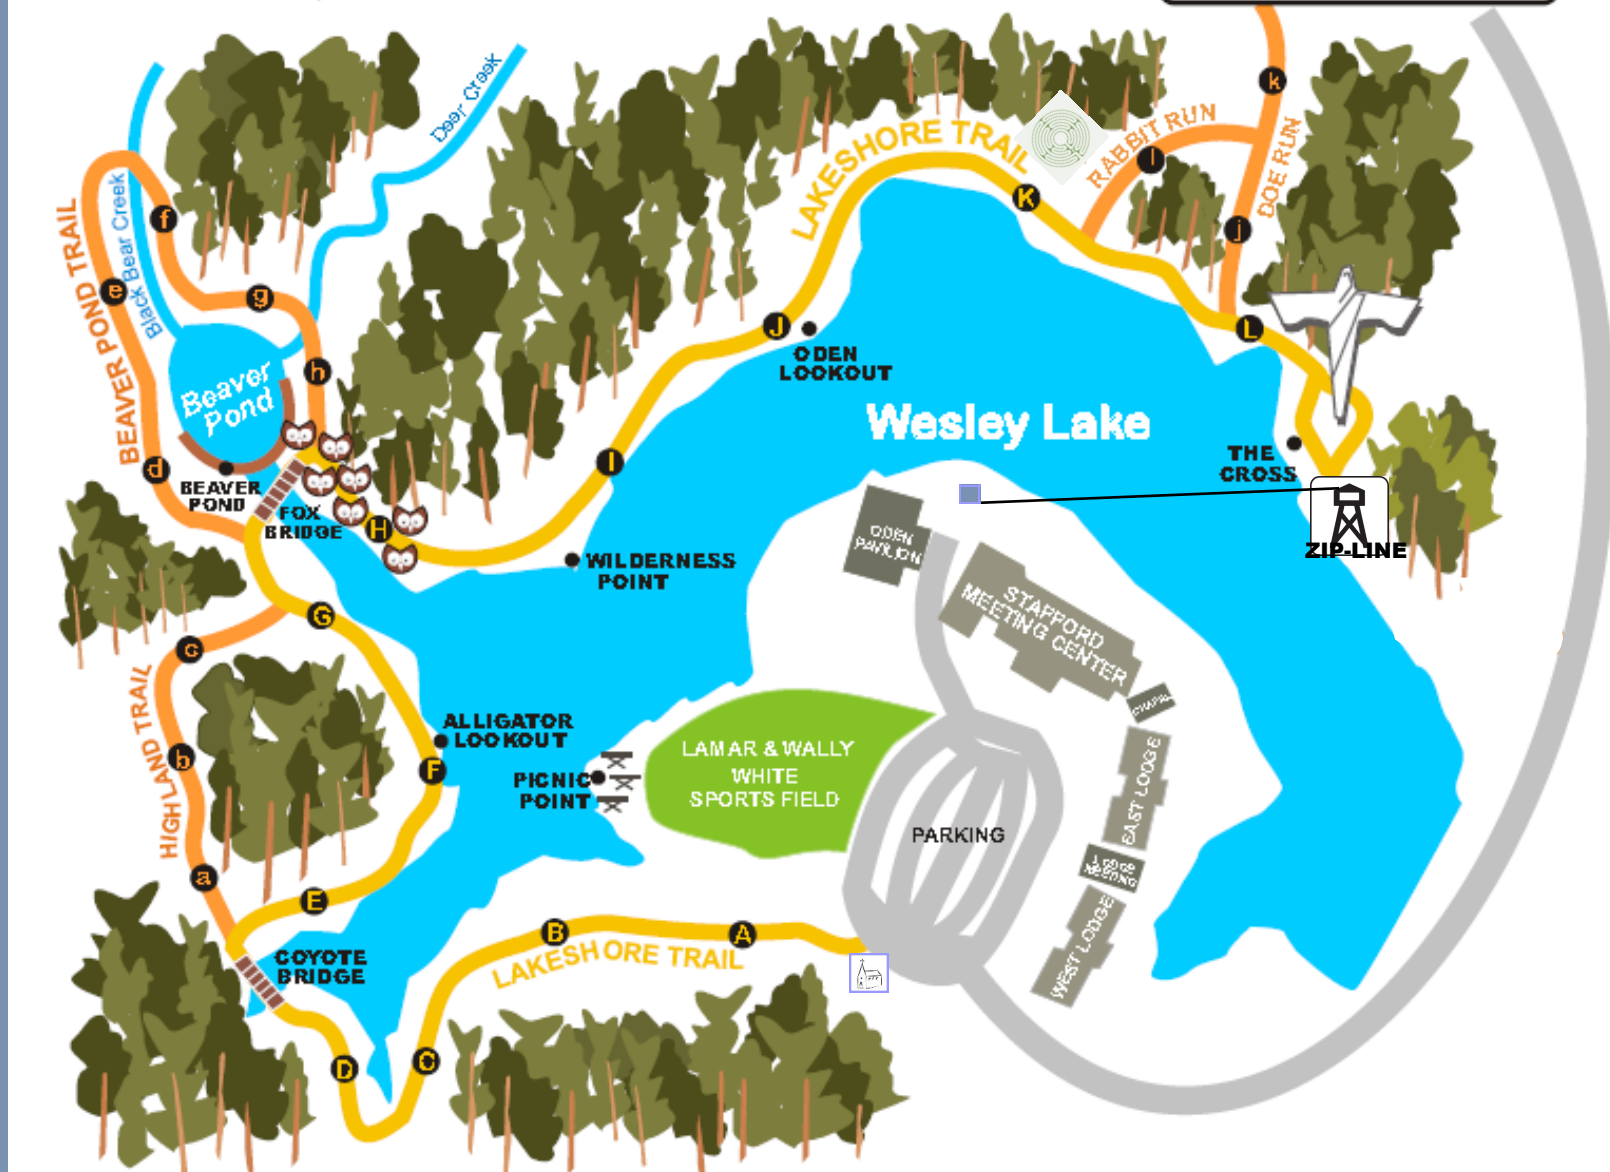 Deer Creek
k
LAKESHORE TRAIL
RABBIT RUN
l
DOE RUN
j
K
f
Black Bear Creek
BEAVER POND TRAIL
e
g
h
Beaver
Pond
d
BEAVER
POND
FOX
BRIDGE
H
I
J
ODEN
LOOKOUT
L
Wesley Lake
THE
CROSS
ZIP-LINE
WILDERNESS
POINT
ODEN
PAVILION
STAFFORD
MEETING CENTER
CHAPEL
G
c
HIGHLAND TRAIL
b
a
ALLIGATOR
LOOKOUT
F
PICNIC
POINT
LAMAR & WALLY
WHITE
SPORTS FIELD
PARKING
EAST LODGE
LODGE
MEETING
WEST LODGE
E
COYOTE
BRIDGE
B
A
LAKESHORE TRAIL
D
C